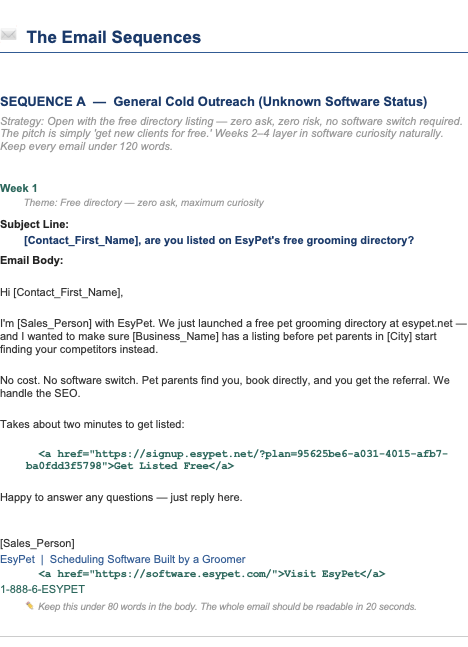 The Email Sequences
SEQUENCE A — General Cold Outreach (Unknown Software Status)
Strategy: Open with the free directory listing — zero ask, zero risk, no software switch required.
The pitch is simply 'get new clients for free.' Weeks 2–4 layer in software curiosity naturally.
Keep every email under 120 words.
Week 1
Theme: Free directory — zero ask, maximum curiosity
Subject Line:
[Contact_First_Name], are you listed on EsyPet's free grooming directory?
Email Body:
Hi [Contact_First_Name],
I'm [Sales_Person] with EsyPet. We just launched a free pet grooming directory at esypet.net —
and I wanted to make sure [Business_Name] has a listing before pet parents in [City] start
finding your competitors instead.
No cost. No software switch. Pet parents find you, book directly, and you get the referral. We
handle the SEO.
Takes about two minutes to get listed:
<a href="https://signup.esypet.net/?plan=95625be6-a031-4015-afb7-
ba0fdd3f5798">Get Listed Free</a>
Happy to answer any questions — just reply here.
[Sales_Person]
EsyPet | Scheduling Software Built by a Groomer
<a href="https://software.esypet.com/">Visit EsyPet</a>
1-888-6-ESYPET
Keep this under 80 words in the body. The whole email should be readable in 20 seconds.